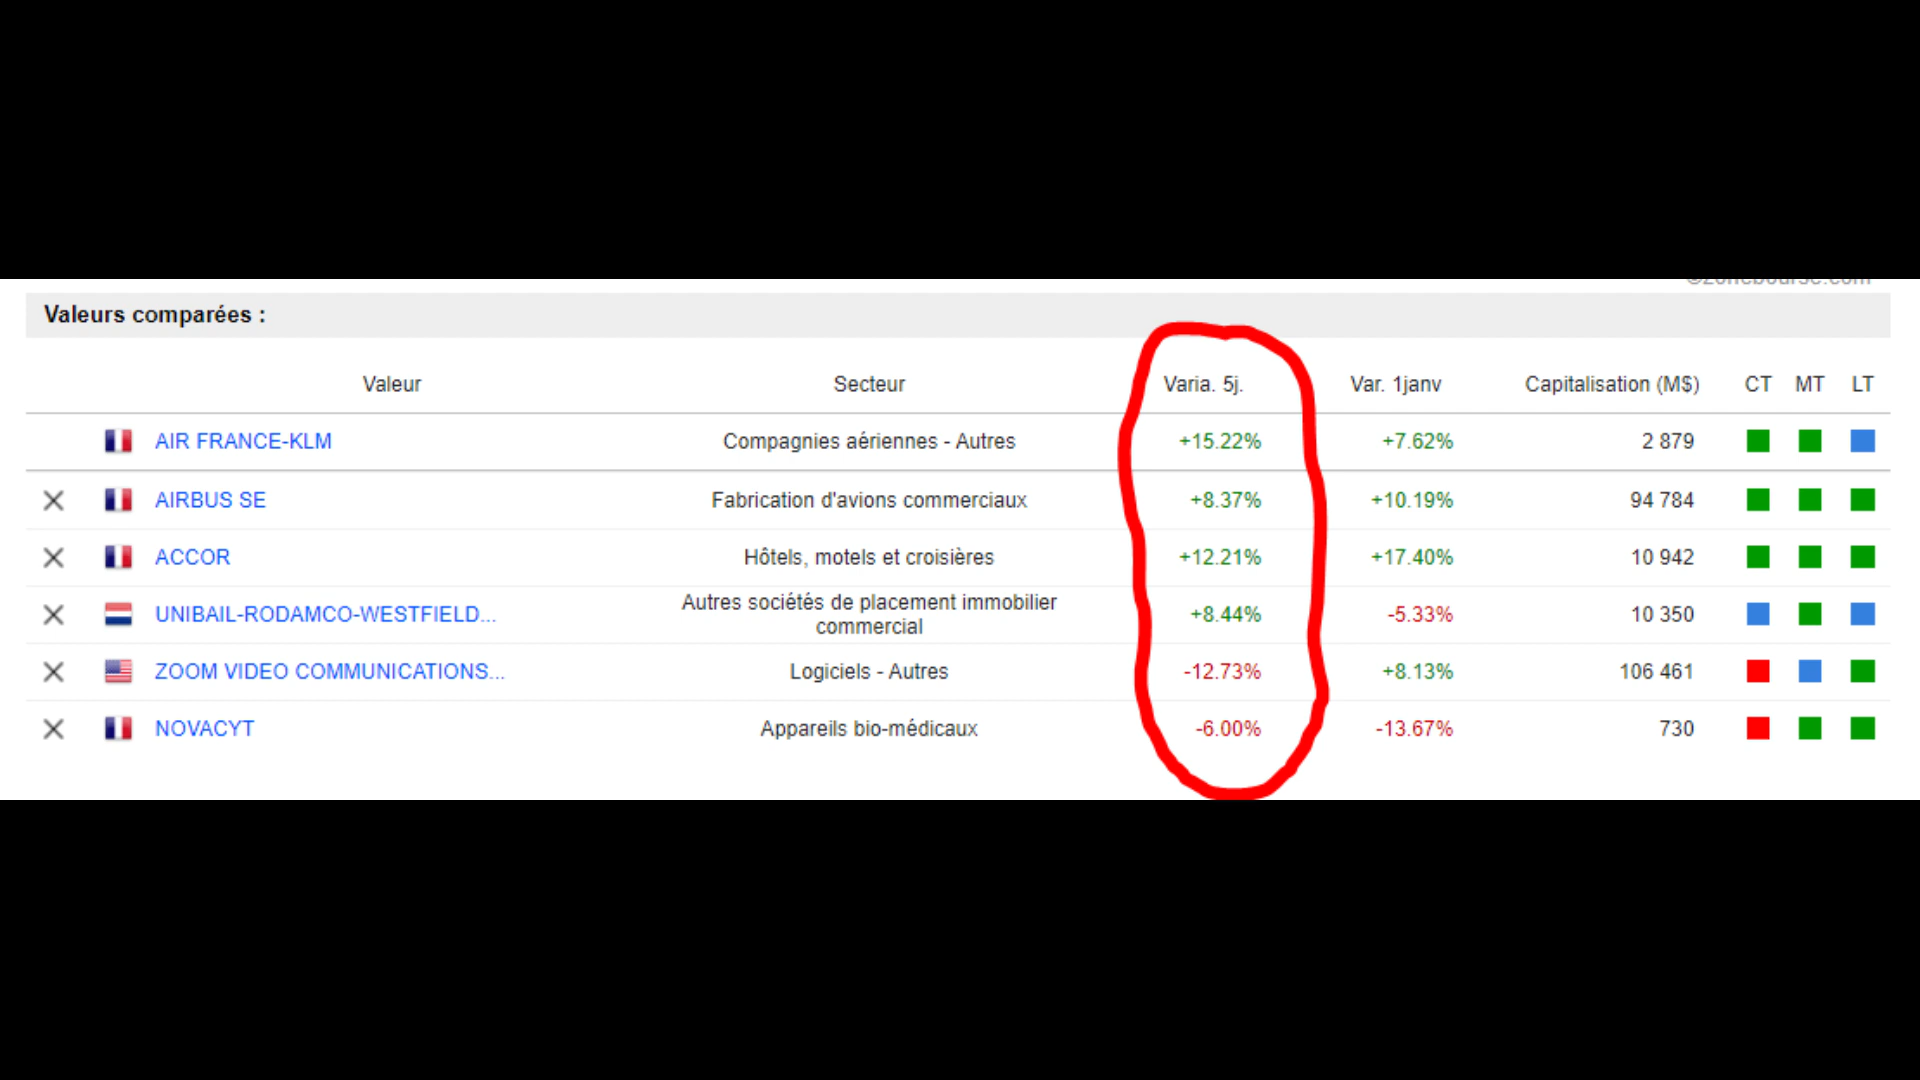 Valeurs comparées :
Valeur Secteur Varia. 5j. Var. 1janv Capitalisation (M$) CT MT LT
AIR FRANCE-KLM Compagnies aériennes - Autres +15.22% +7.62% 2 879
AIRBUS SE Fabrication d'avions commerciaux +8.37% +10.19% 94 784
ACCOR Hôtels, motels et croisières +12.21% +17.40% 10 942
UNIBAIL-RODAMCO-WESTFIELD... Autres sociétés de placement immobilier commercial +8.44% -5.33% 10 350
ZOOM VIDEO COMMUNICATIONS... Logiciels - Autres -12.73% +8.13% 106 461
NOVACYT Appareils bio-médicaux -6.00% -13.67% 730